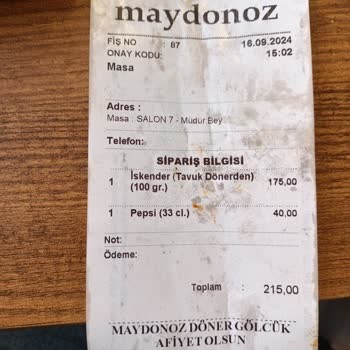 maydonoz
FİŞ NO : 87 16.09.2024
ONAY KODU: 15:02
Masa
Adres :
Masa : SALON 7 - Müdür Bey
Telefon:
SİPARİŞ BİLGİSİ
1 İskender (Tavuk Dönerden) 175,00
(100 gr.)
1 Pepsi (33 cl.) 40,00
Not:
Ödeme:
Toplam : 215,00
MAYDONOZ DÖNER GÖLCÜK
AFİYET OLSUN